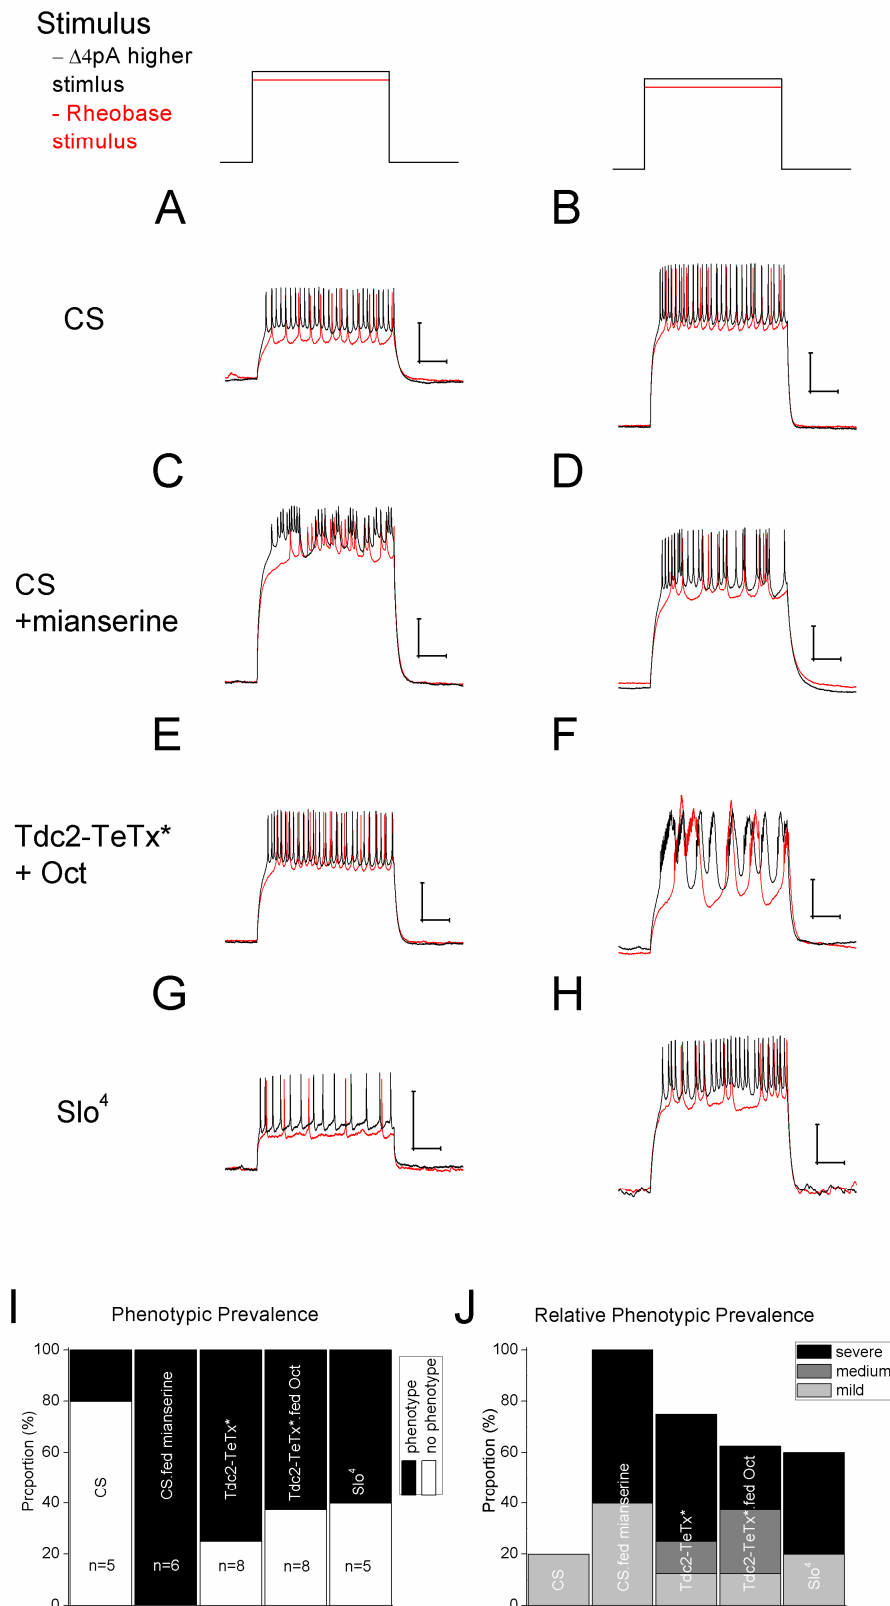 Stimulus
– Δ4pA higher
stimlus
- Rheobase
stimulus
A
B
CS
C
D
CS
+mianserine
E
F
Tdc2-TeTx*
+ Oct
G
H
Slo⁴
I
Phenotypic Prevalence
Prcportion (%)
100
80
60
40
20
0
CS
CS.fed mianserine
Tdc2-TeTx*
Tdc2-TeTx*.fed Oct
Slo⁴
n=5
n=6
n=8
n=8
n=5
phenotype
no phenotype
J
Relative Phenotypic Prevalence
Prcportion (%)
100
80
60
40
20
0
CS
CS.fed mianserine
Tdc2-TeTx*
Tdc2-TeTx*.fed Oct
Slo⁴
severe
medium
mild